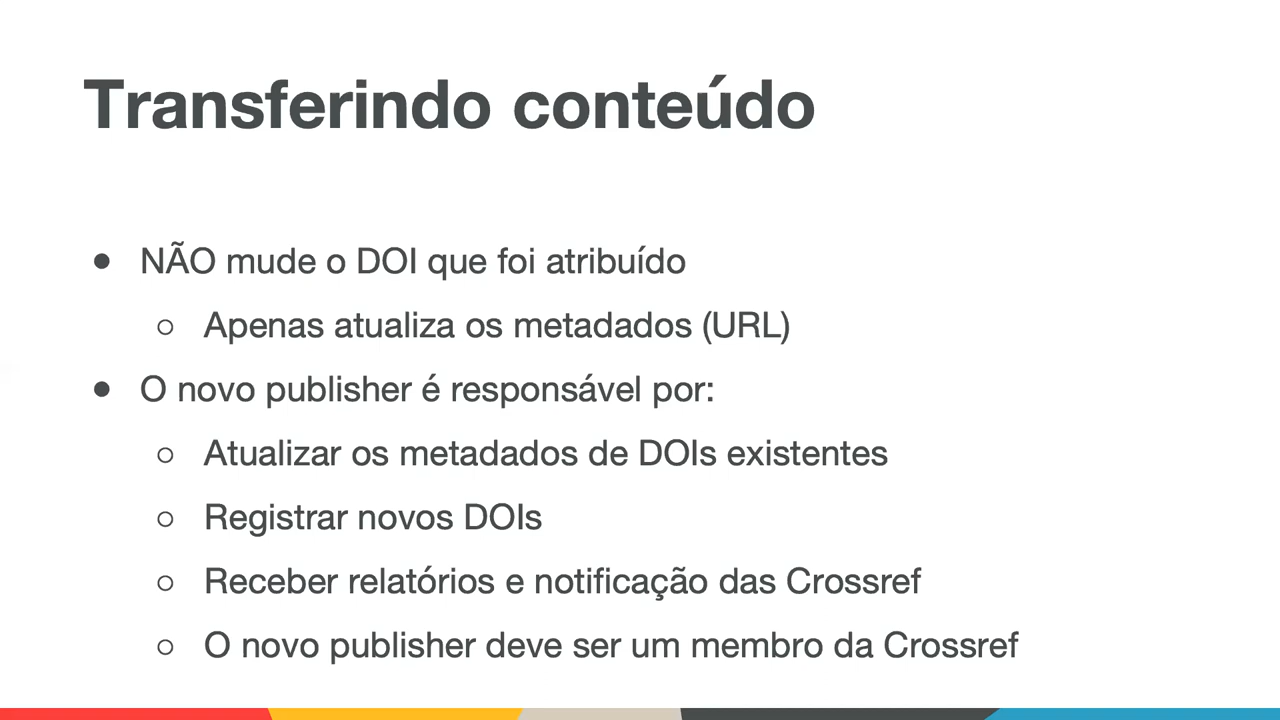 Transferindo conteúdo
● NÃO mude o DOI que foi atribuído
○ Apenas atualiza os metadados (URL)
● O novo publisher é responsável por:
○ Atualizar os metadados de DOIs existentes
○ Registrar novos DOIs
○ Receber relatórios e notificação das Crossref
○ O novo publisher deve ser um membro da Crossref